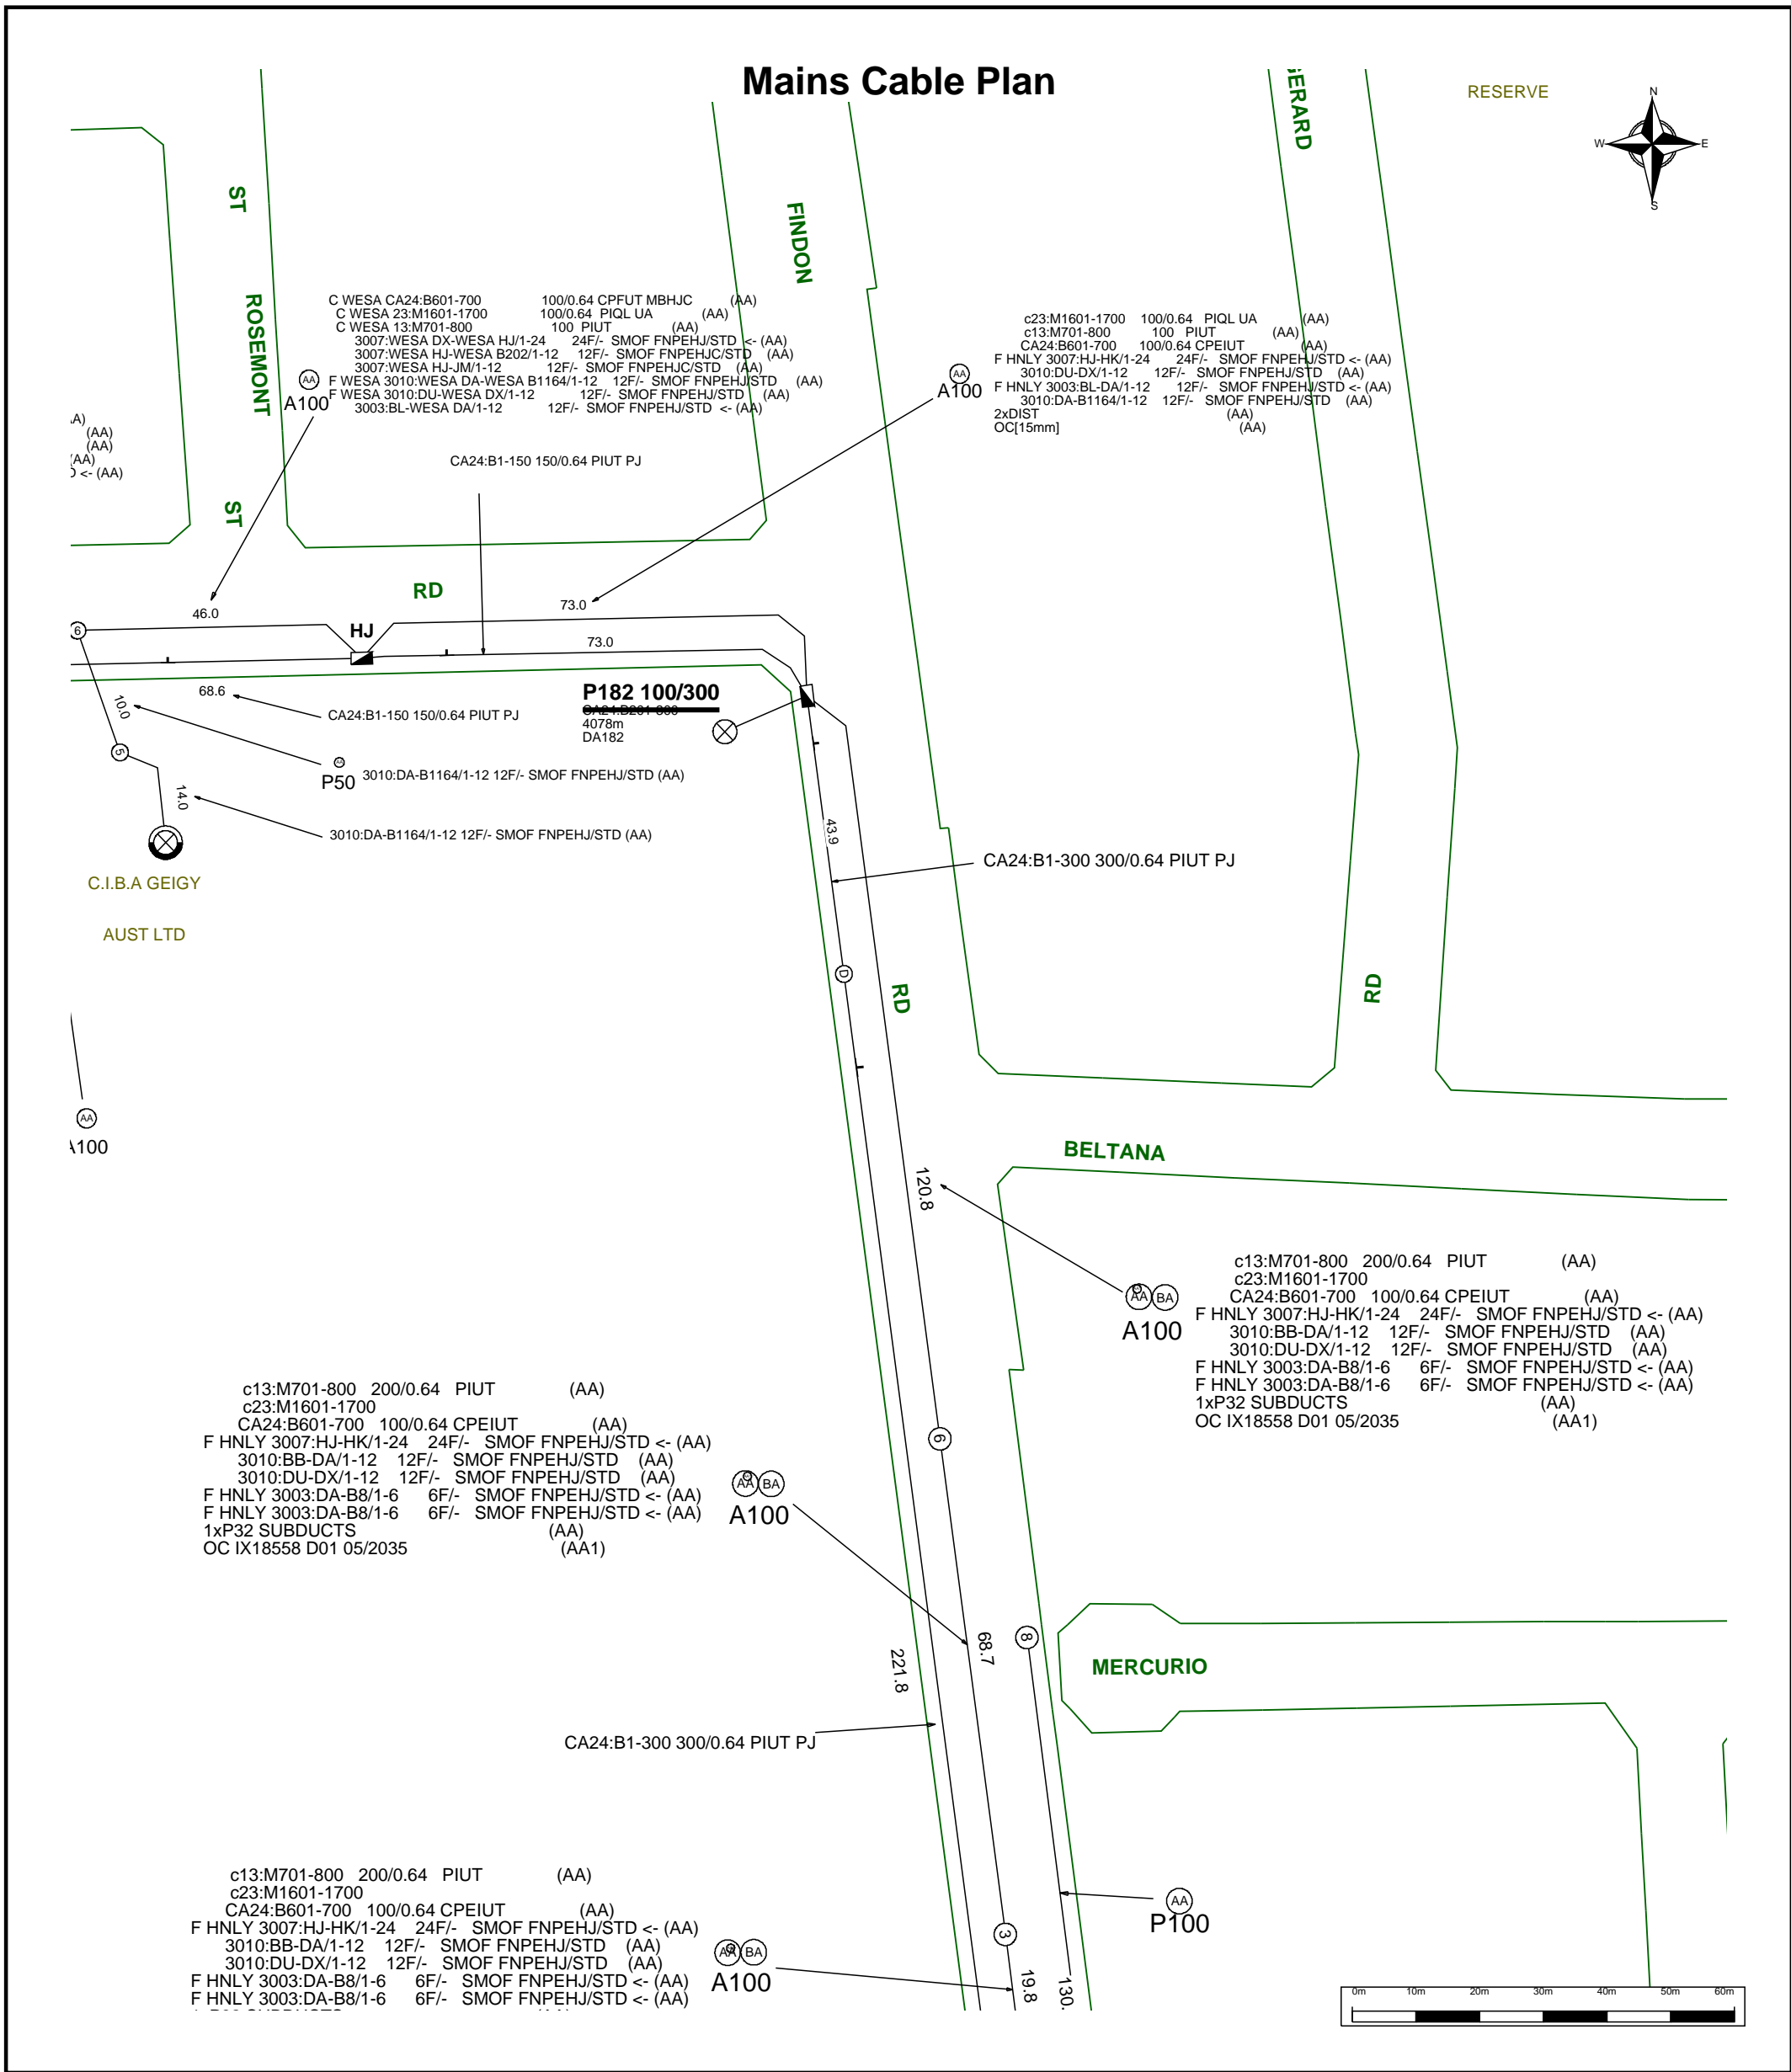 Mains Cable Plan
RESERVE
N
W
E
S
GERARD
ST
FINDON
ROSEMONT
C WESA CA24:B601-700 100/0.64 CPFUT MBHJC (AA)
C WESA 23:M1601-1700 100/0.64 PIQL UA (AA)
C WESA 13:M701-800 100 PIUT (AA)
3007:WESA DX-WESA HJ/1-24 24F/- SMOF FNPEHJ/STD <- (AA)
3007:WESA HJ-WESA B202/1-12 12F/- SMOF FNPEHJC/STD (AA)
3007:WESA HJ-JM/1-12 12F/- SMOF FNPEHJC/STD (AA)
F WESA 3010:WESA DA-WESA B1164/1-12 12F/- SMOF FNPEHJ/STD (AA)
F WESA 3010:DU-WESA DX/1-12 12F/- SMOF FNPEHJ/STD (AA)
3003:BL-WESA DA/1-12 12F/- SMOF FNPEHJ/STD <- (AA)
AA
A100
c23:M1601-1700 100/0.64 PIQL UA (AA)
c13:M701-800 100 PIUT (AA)
CA24:B601-700 100/0.64 CPEIUT (AA)
F HNLY 3007:HJ-HK/1-24 24F/- SMOF FNPEHJ/STD <- (AA)
3010:DU-DX/1-12 12F/- SMOF FNPEHJ/STD (AA)
F HNLY 3003:BL-DA/1-12 12F/- SMOF FNPEHJ/STD <- (AA)
3010:DA-B1164/1-12 12F/- SMOF FNPEHJ/STD (AA)
2xDIST (AA)
OC[15mm] (AA)
AA
A100
A)
(AA)
(AA)
(AA)
<- (AA)
CA24:B1-150 150/0.64 PIUT PJ
ST
RD
46.0
73.0
6
HJ
73.0
68.6
P182 100/300
4078m
DA182
CA24:B1-150 150/0.64 PIUT PJ
10.0
5
P50
3010:DA-B1164/1-12 12F/- SMOF FNPEHJ/STD (AA)
14.0
3010:DA-B1164/1-12 12F/- SMOF FNPEHJ/STD (AA)
43.9
CA24:B1-300 300/0.64 PIUT PJ
C.I.B.A GEIGY
AUST LTD
D
RD
RD
AA
A100
BELTANA
120.8
AA BA
A100
c13:M701-800 200/0.64 PIUT (AA)
c23:M1601-1700
CA24:B601-700 100/0.64 CPEIUT (AA)
F HNLY 3007:HJ-HK/1-24 24F/- SMOF FNPEHJ/STD <- (AA)
3010:BB-DA/1-12 12F/- SMOF FNPEHJ/STD (AA)
3010:DU-DX/1-12 12F/- SMOF FNPEHJ/STD (AA)
F HNLY 3003:DA-B8/1-6 6F/- SMOF FNPEHJ/STD <- (AA)
F HNLY 3003:DA-B8/1-6 6F/- SMOF FNPEHJ/STD <- (AA)
1xP32 SUBDUCTS (AA)
OC IX18558 D01 05/2035 (AA1)
c13:M701-800 200/0.64 PIUT (AA)
c23:M1601-1700
CA24:B601-700 100/0.64 CPEIUT (AA)
F HNLY 3007:HJ-HK/1-24 24F/- SMOF FNPEHJ/STD <- (AA)
3010:BB-DA/1-12 12F/- SMOF FNPEHJ/STD (AA)
3010:DU-DX/1-12 12F/- SMOF FNPEHJ/STD (AA)
F HNLY 3003:DA-B8/1-6 6F/- SMOF FNPEHJ/STD <- (AA)
F HNLY 3003:DA-B8/1-6 6F/- SMOF FNPEHJ/STD <- (AA)
1xP32 SUBDUCTS (AA)
OC IX18558 D01 05/2035 (AA1)
AA BA
A100
6
68.7
8
221.8
MERCURIO
CA24:B1-300 300/0.64 PIUT PJ
c13:M701-800 200/0.64 PIUT (AA)
c23:M1601-1700
CA24:B601-700 100/0.64 CPEIUT (AA)
F HNLY 3007:HJ-HK/1-24 24F/- SMOF FNPEHJ/STD <- (AA)
3010:BB-DA/1-12 12F/- SMOF FNPEHJ/STD (AA)
3010:DU-DX/1-12 12F/- SMOF FNPEHJ/STD (AA)
F HNLY 3003:DA-B8/1-6 6F/- SMOF FNPEHJ/STD <- (AA)
F HNLY 3003:DA-B8/1-6 6F/- SMOF FNPEHJ/STD <- (AA)
AA BA
A100
3
19.8
130.
AA
P100
0m 10m 20m 30m 40m 50m 60m